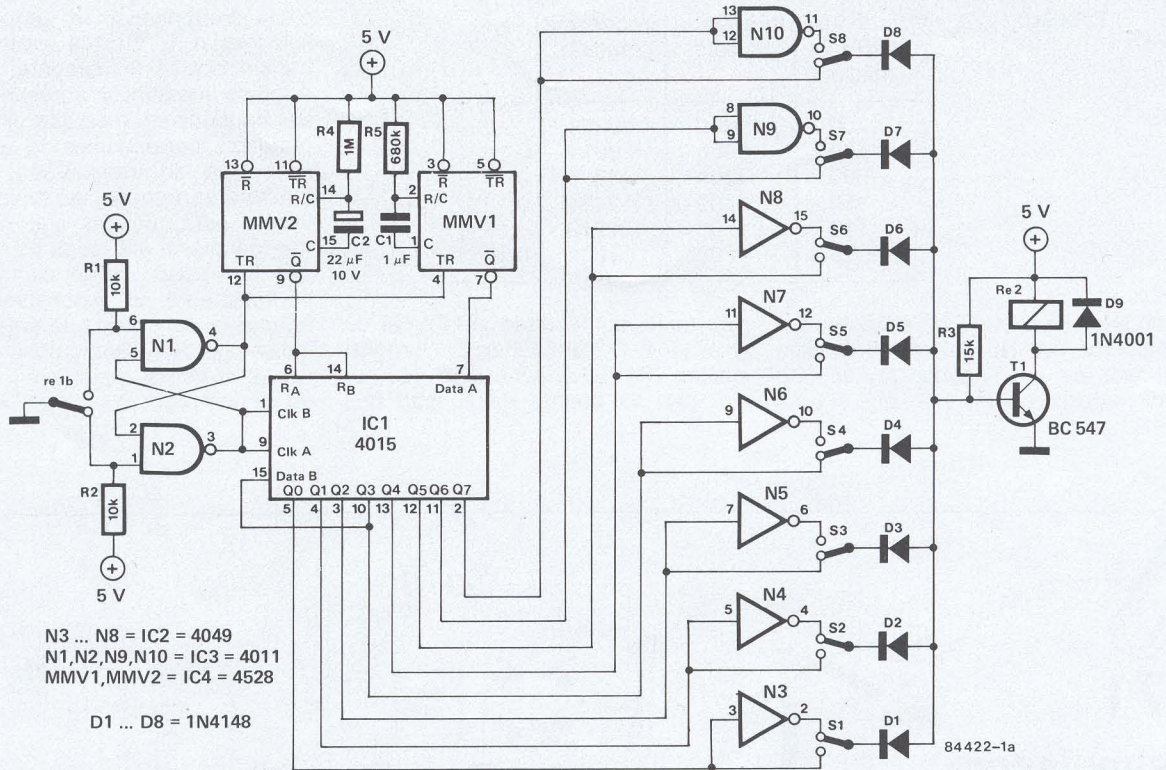 5 V
R4
1M
R5
680k
13
R
11
TR
14
R/C
MMV2
15
C
C2
22 µF
10 V
TR
12
Q
9
3
R
5
TR
2
R/C
MMV1
1
C
C1
1 µF
TR
4
Q
7
5 V
R1
10k
6
5
N1
4
re 1b
2
1
N2
3
R2
10k
5 V
6
RA
14
RB
7
Data A
1
Clk B
IC1
4015
9
Clk A
15
Data B
Q0 Q1 Q2 Q3 Q4 Q5 Q6 Q7
5 4 3 10 13 12 11 2
13
12
N10
11
S8
D8
8
9
N9
10
S7
D7
N8
14
15
S6
D6
N7
11
12
S5
D5
N6
9
10
S4
D4
N5
7
6
S3
D3
N4
5
4
S2
D2
N3
3
2
S1
D1
5 V
Re 2
R3
15k
D9
1N4001
T1
BC 547
N3 ... N8 = IC2 = 4049
N1,N2,N9,N10 = IC3 = 4011
MMV1,MMV2 = IC4 = 4528
D1 ... D8 = 1N4148
84422-1a